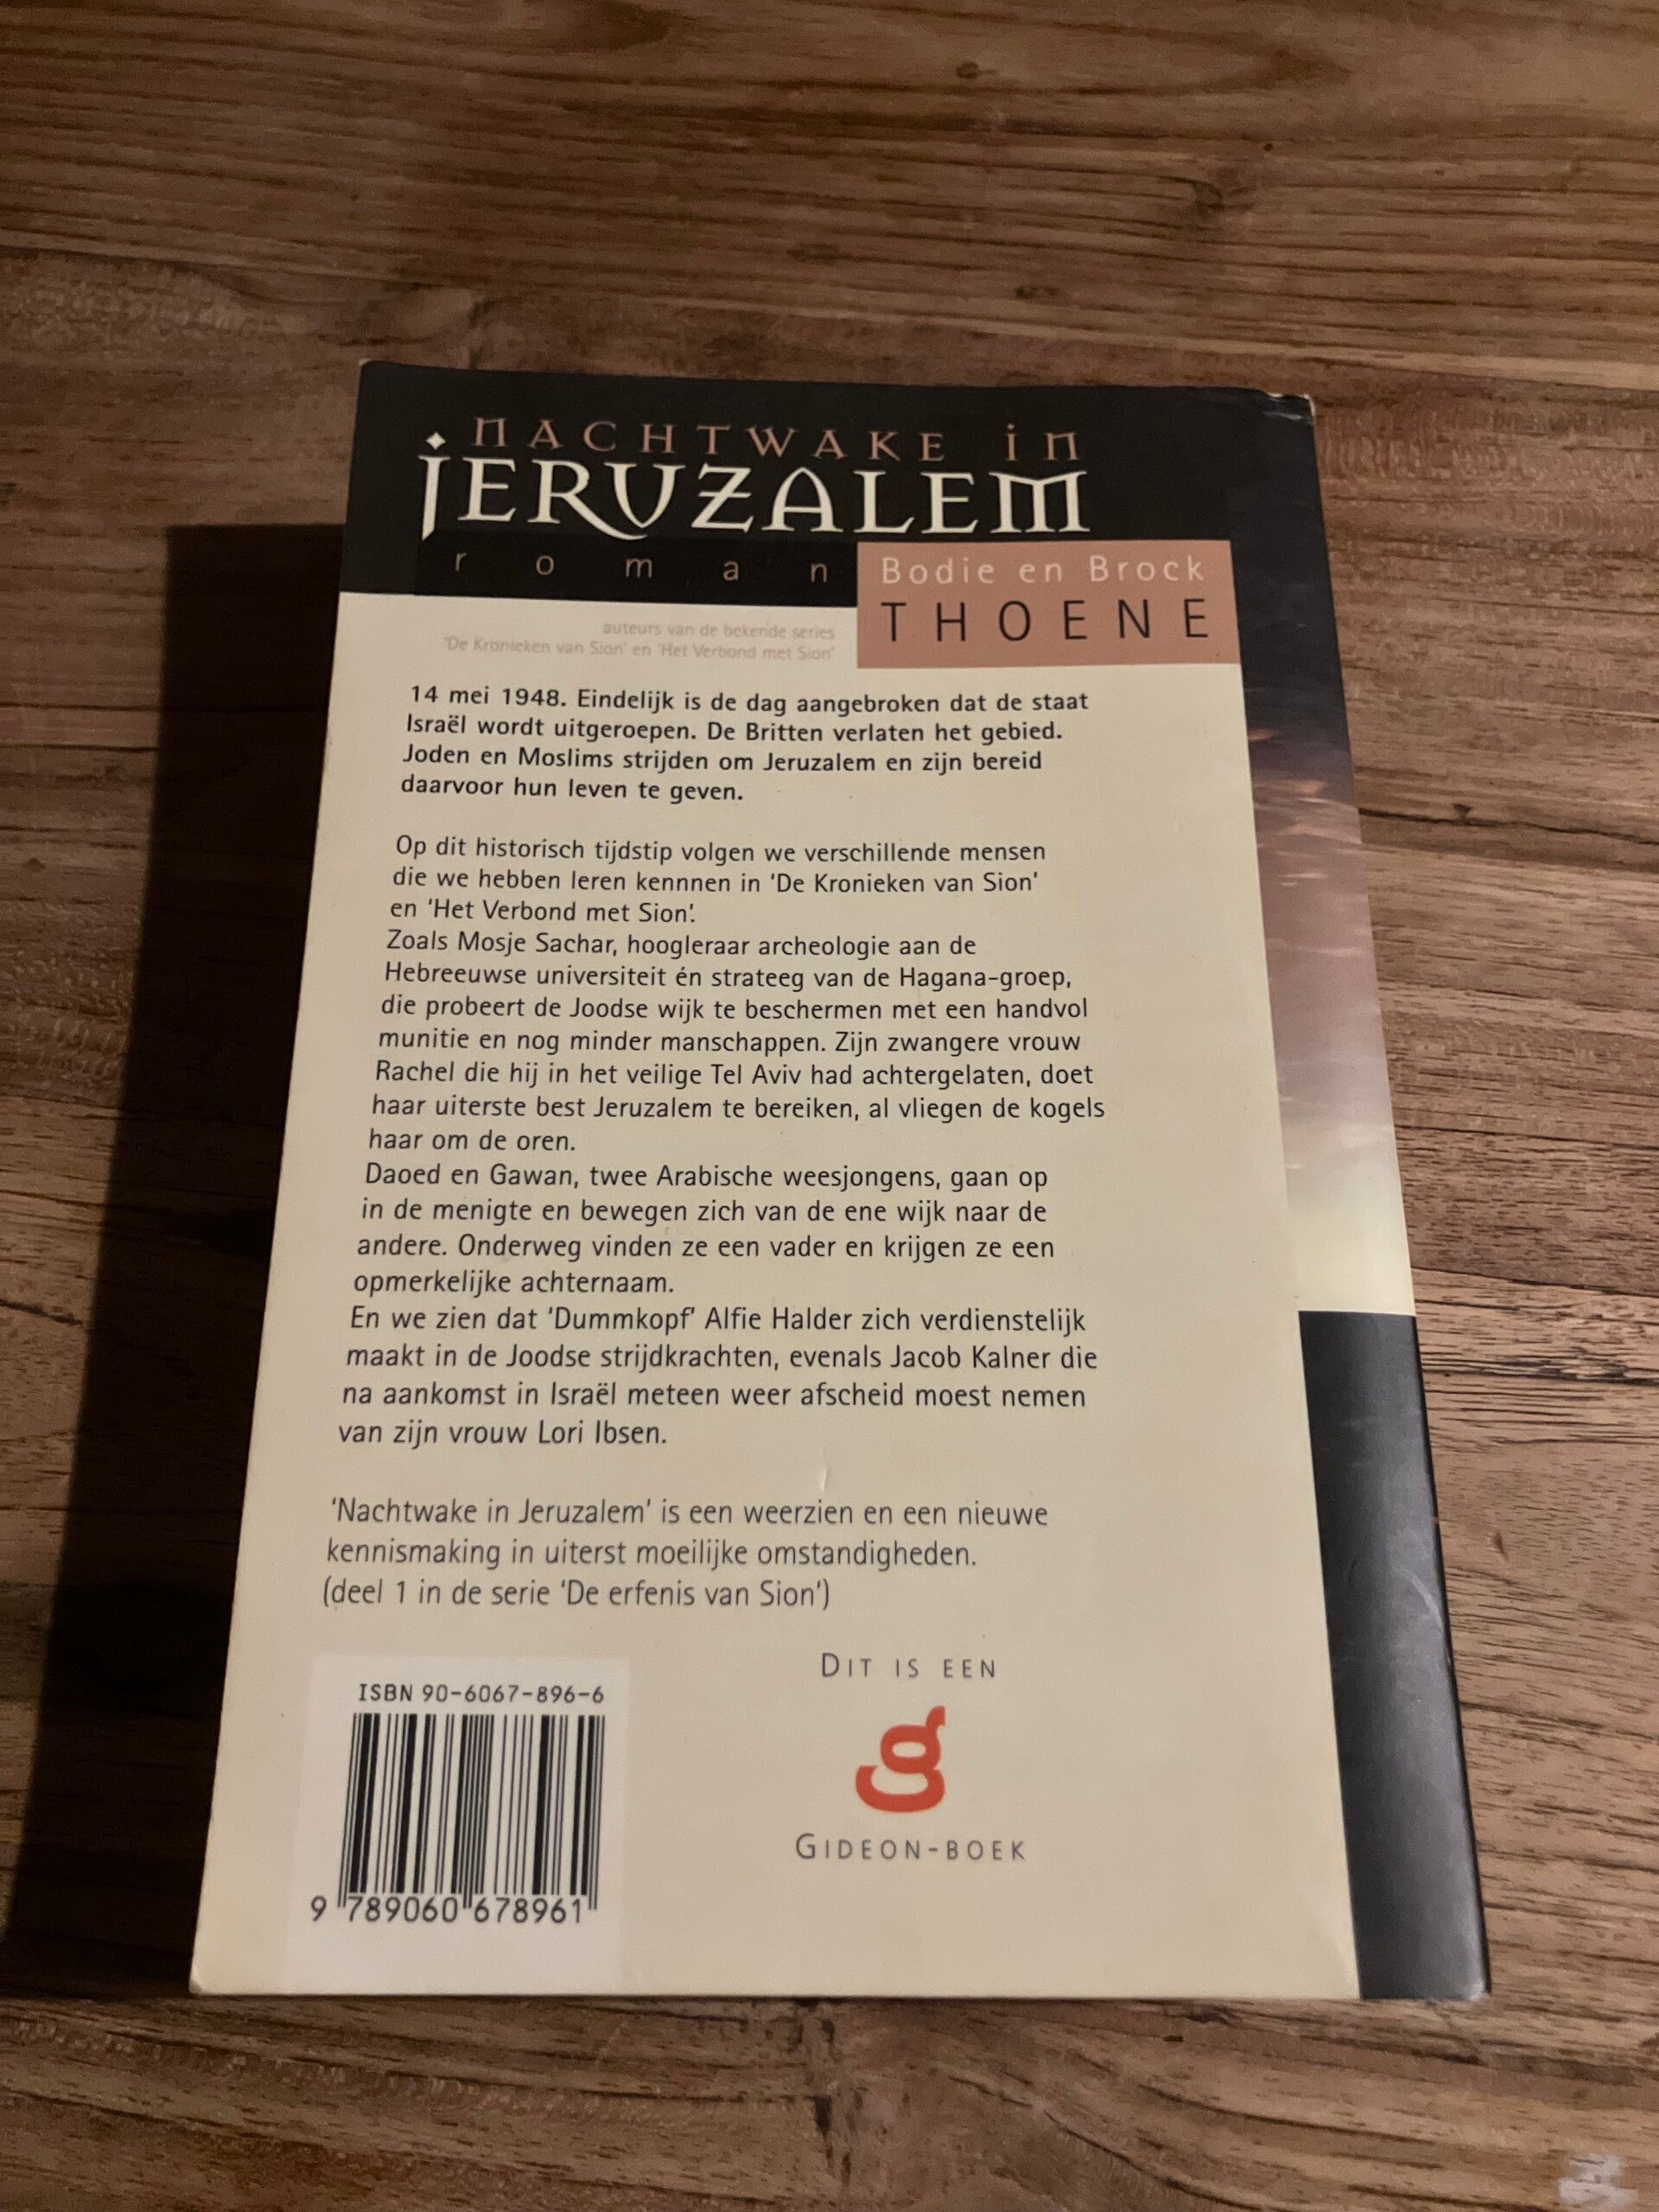 NACHTWAKE IN
JERUZALEM
roman
Bodie en Brock
THOENE
auteurs van de bekende series
'De Kronieken van Sion' en 'Het Verbond met Sion'
14 mei 1948. Eindelijk is de dag aangebroken dat de staat
Israël wordt uitgeroepen. De Britten verlaten het gebied.
Joden en Moslims strijden om Jeruzalem en zijn bereid
daarvoor hun leven te geven.
Op dit historisch tijdstip volgen we verschillende mensen
die we hebben leren kennnen in 'De Kronieken van Sion'
en 'Het Verbond met Sion'.
Zoals Mosje Sachar, hoogleraar archeologie aan de
Hebreeuwse universiteit én strateeg van de Hagana-groep,
die probeert de Joodse wijk te beschermen met een handvol
munitie en nog minder manschappen. Zijn zwangere vrouw
Rachel die hij in het veilige Tel Aviv had achtergelaten, doet
haar uiterste best Jeruzalem te bereiken, al vliegen de kogels
haar om de oren.
Daoed en Gawan, twee Arabische weesjongens, gaan op
in de menigte en bewegen zich van de ene wijk naar de
andere. Onderweg vinden ze een vader en krijgen ze een
opmerkelijke achternaam.
En we zien dat 'Dummkopf' Alfie Halder zich verdienstelijk
maakt in de Joodse strijdkrachten, evenals Jacob Kalner die
na aankomst in Israël meteen weer afscheid moest nemen
van zijn vrouw Lori Ibsen.
'Nachtwake in Jeruzalem' is een weerzien en een nieuwe
kennismaking in uiterst moeilijke omstandigheden.
(deel 1 in de serie 'De erfenis van Sion')
DIT IS EEN
g
GIDEON-BOEK
ISBN 90-6067-896-6
9 789060 678961